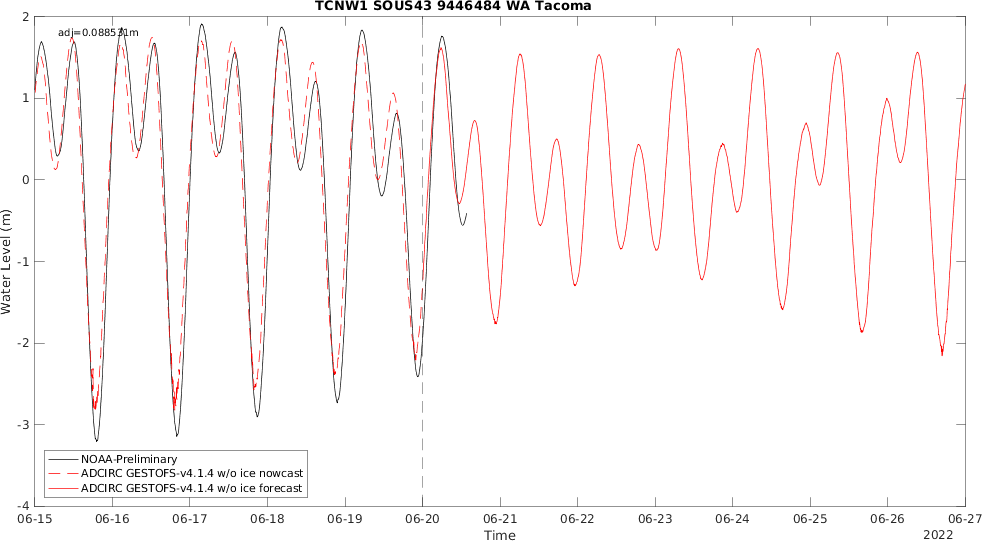 TCNW1 SOUS43 9446484 WA Tacoma
adj=0.088531m
2
1
0
-1
-2
-3
-4
Water Level (m)
NOAA-Preliminary
ADCIRC GESTOFS-v4.1.4 w/o ice nowcast
ADCIRC GESTOFS-v4.1.4 w/o ice forecast
06-15 06-16 06-17 06-18 06-19 06-20 06-21 06-22 06-23 06-24 06-25 06-26 06-27
Time
2022